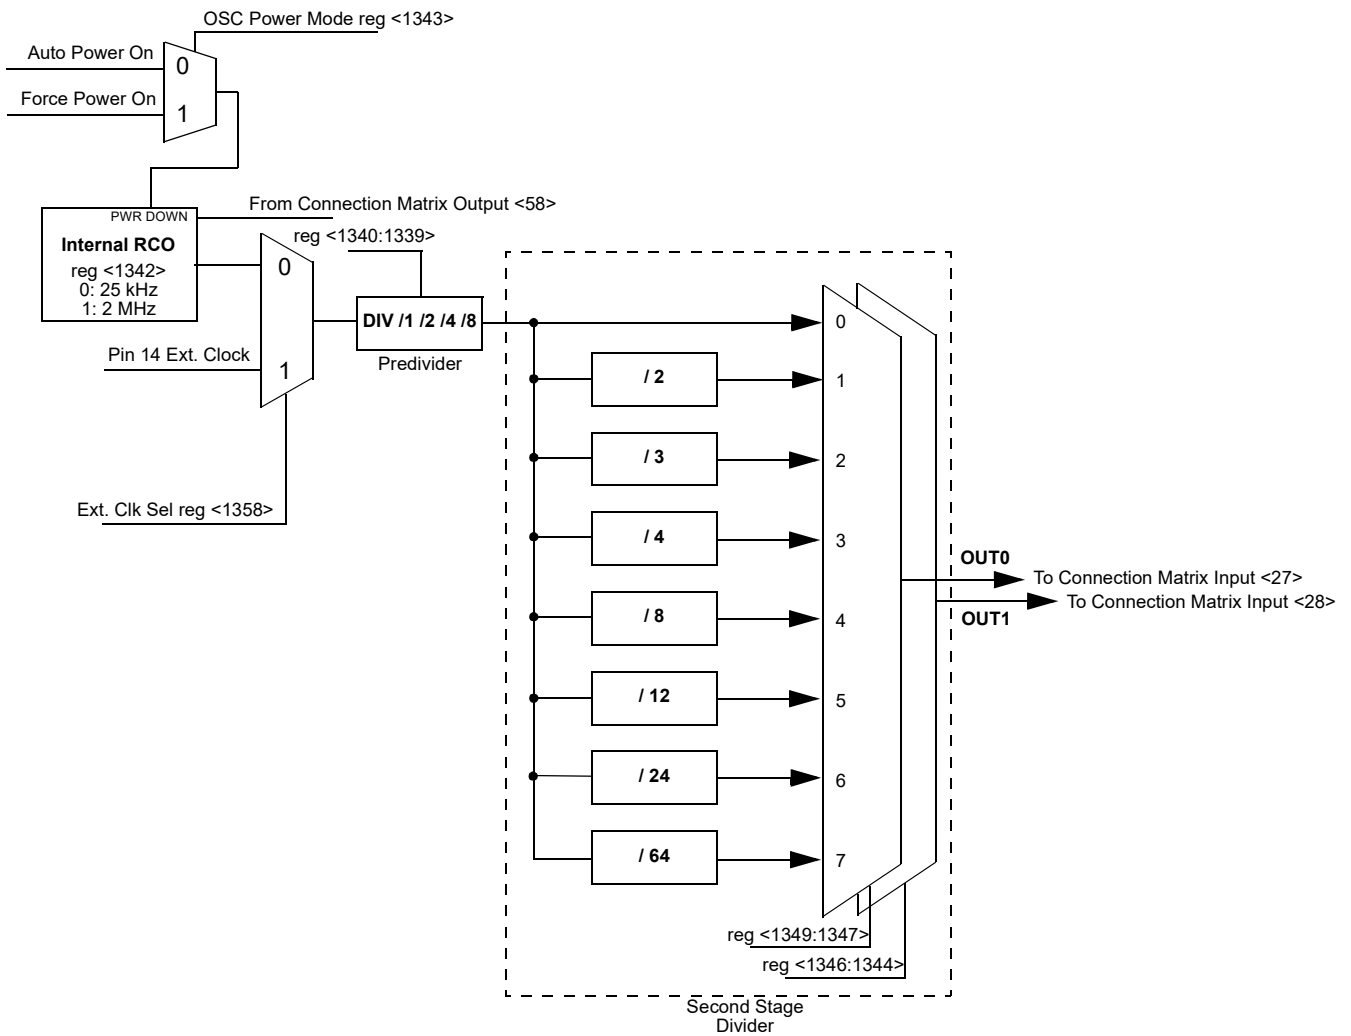 OSC Power Mode reg <1343>
Auto Power On
0
Force Power On
1
PWR DOWN
From Connection Matrix Output <58>
Internal RCO
reg <1342>
0: 25 kHz
1: 2 MHz
reg <1340:1339>
0
DIV /1 /2 /4 /8
Predivider
Pin 14 Ext. Clock
1
Ext. Clk Sel reg <1358>
0
/ 2
1
/ 3
2
/ 4
3
/ 8
4
/ 12
5
/ 24
6
/ 64
7
OUT0
To Connection Matrix Input <27>
To Connection Matrix Input <28>
OUT1
reg <1349:1347>
reg <1346:1344>
Second Stage
Divider